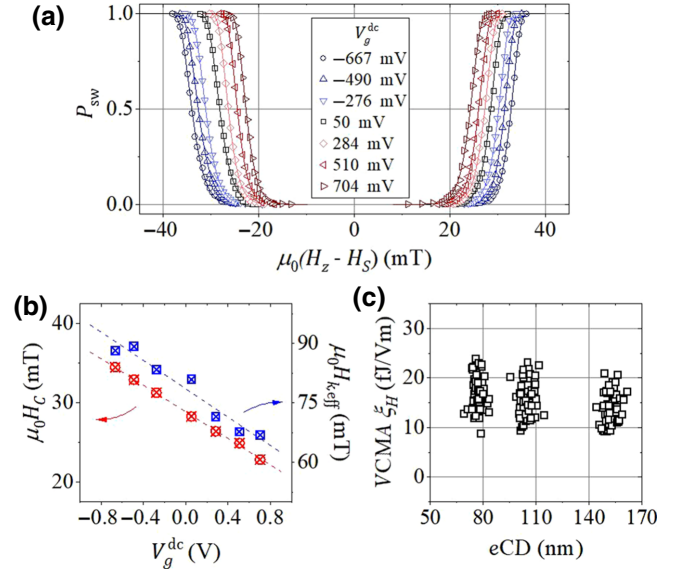 (a)
1.0
0.5
0.0
P_sw
V_g^dc
−667 mV
−490 mV
−276 mV
50 mV
284 mV
510 mV
704 mV
−40 −20 0 20 40
μ₀(H_z - H_S) (mT)
(b)
40
30
20
μ₀H_C (mT)
90
75
60
μ₀H_k,eff (mT)
−0.8 −0.4 0.0 0.4 0.8
V_g^dc (V)
(c)
30
20
10
0
VCMA ξ_H (fJ/Vm)
50 80 110 140 170
eCD (nm)